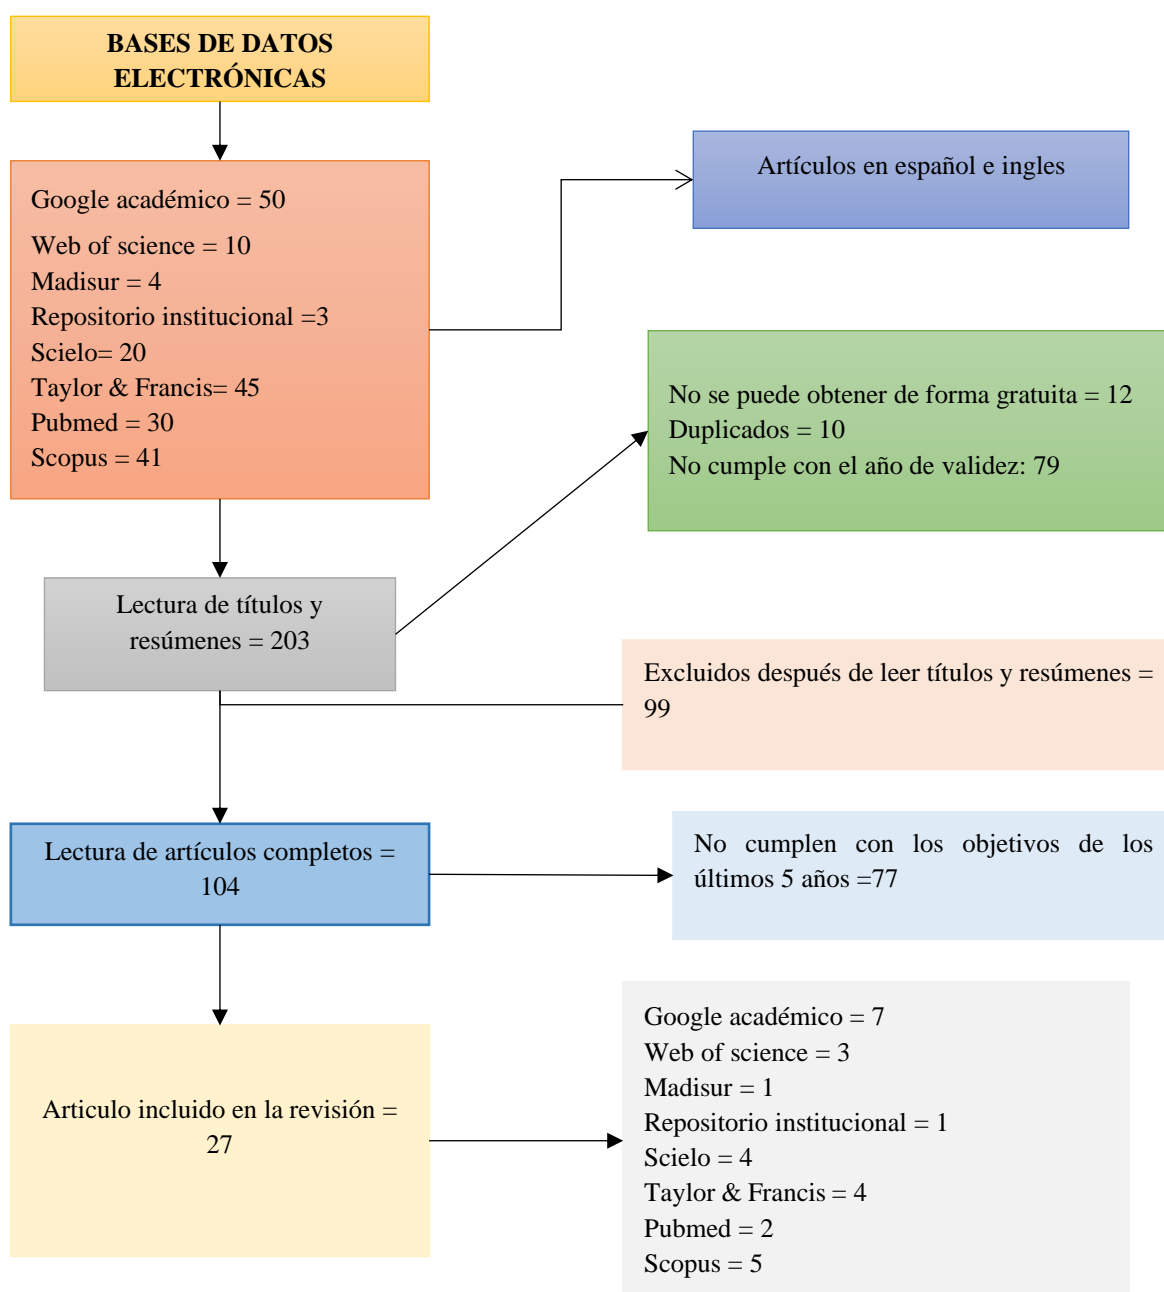 BASES DE DATOS
ELECTRÓNICAS
Artículos en español e ingles
Google académico = 50
Web of science = 10
Madisur = 4
Repositorio institucional =3
Scielo= 20
Taylor & Francis= 45
Pubmed = 30
Scopus = 41
No se puede obtener de forma gratuita = 12
Duplicados = 10
No cumple con el año de validez: 79
Lectura de títulos y
resúmenes = 203
Excluidos después de leer títulos y resúmenes =
99
Lectura de artículos completos =
104
No cumplen con los objetivos de los
últimos 5 años =77
Articulo incluido en la revisión =
27
Google académico = 7
Web of science = 3
Madisur = 1
Repositorio institucional = 1
Scielo = 4
Taylor & Francis = 4
Pubmed = 2
Scopus = 5